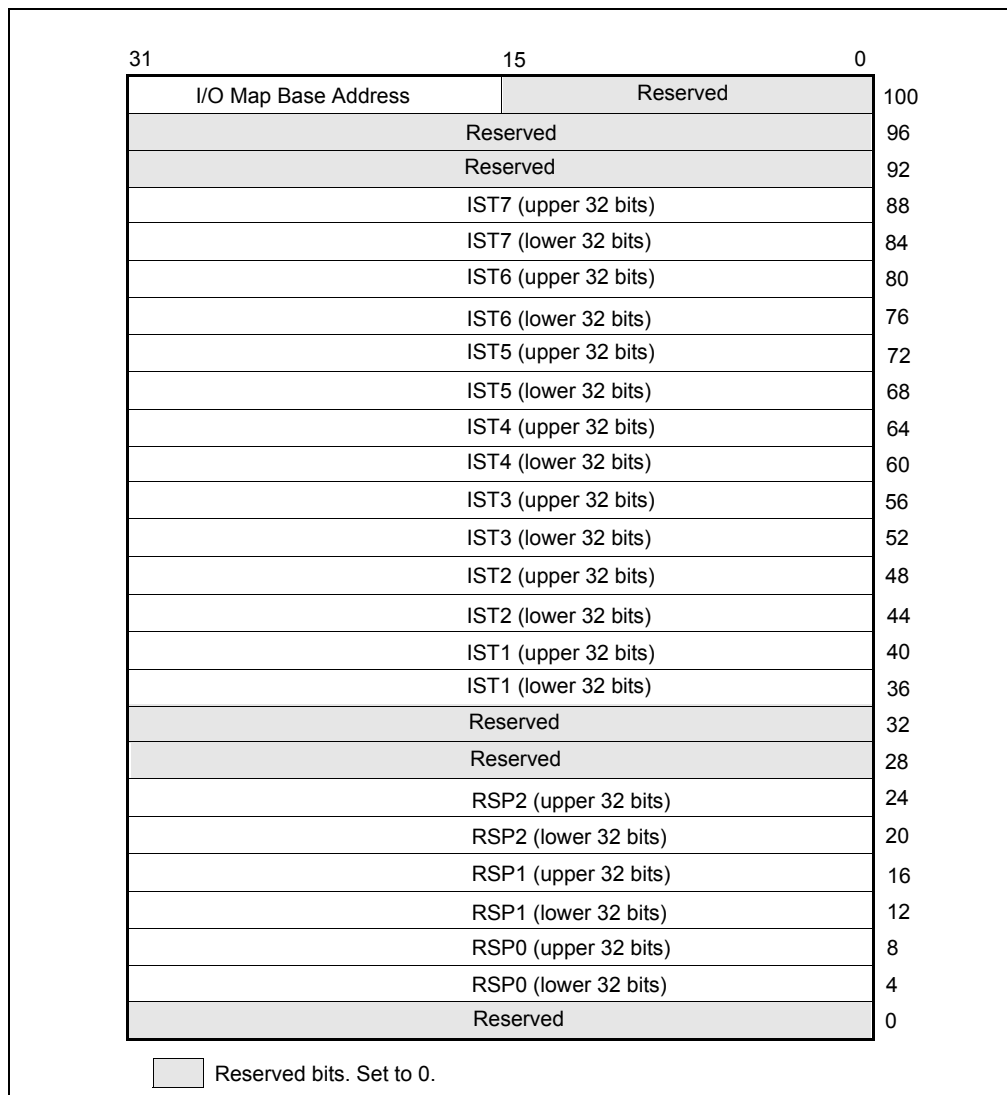 31 15 0
I/O Map Base Address Reserved 100
Reserved 96
Reserved 92
IST7 (upper 32 bits) 88
IST7 (lower 32 bits) 84
IST6 (upper 32 bits) 80
IST6 (lower 32 bits) 76
IST5 (upper 32 bits) 72
IST5 (lower 32 bits) 68
IST4 (upper 32 bits) 64
IST4 (lower 32 bits) 60
IST3 (upper 32 bits) 56
IST3 (lower 32 bits) 52
IST2 (upper 32 bits) 48
IST2 (lower 32 bits) 44
IST1 (upper 32 bits) 40
IST1 (lower 32 bits) 36
Reserved 32
Reserved 28
RSP2 (upper 32 bits) 24
RSP2 (lower 32 bits) 20
RSP1 (upper 32 bits) 16
RSP1 (lower 32 bits) 12
RSP0 (upper 32 bits) 8
RSP0 (lower 32 bits) 4
Reserved 0
Reserved bits. Set to 0.